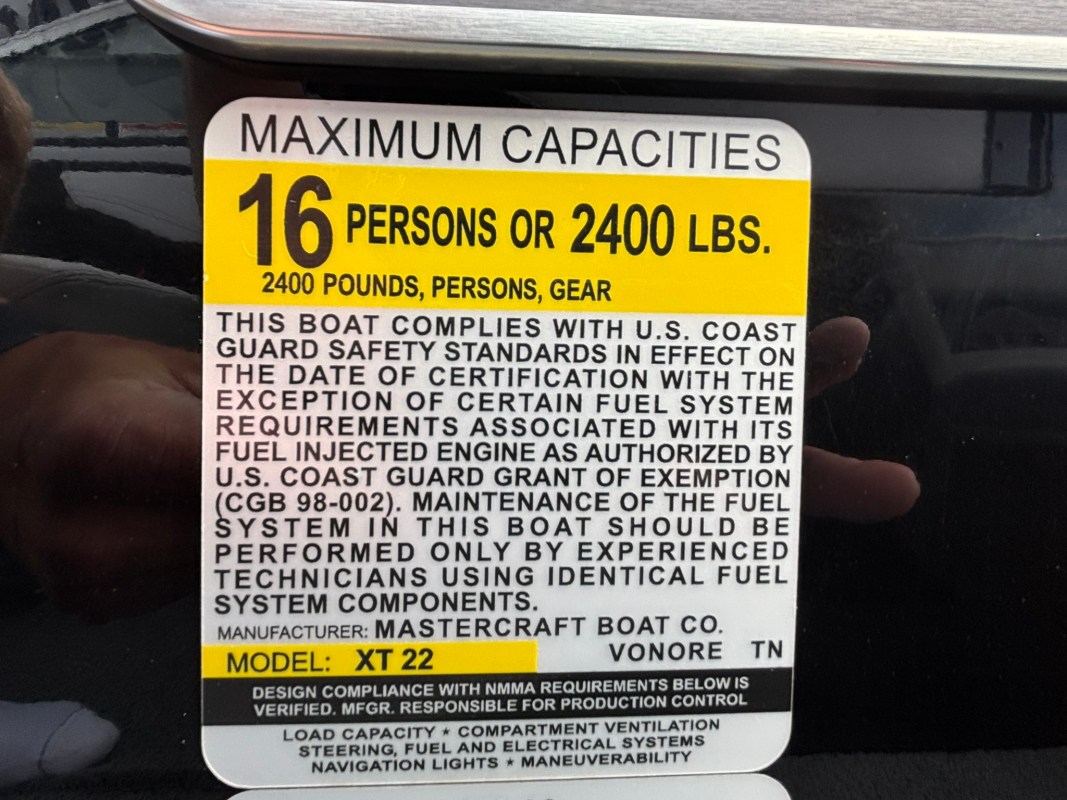 MAXIMUM CAPACITIES
16 PERSONS OR 2400 LBS.
2400 POUNDS, PERSONS, GEAR
THIS BOAT COMPLIES WITH U.S. COAST
GUARD SAFETY STANDARDS IN EFFECT ON
THE DATE OF CERTIFICATION WITH THE
EXCEPTION OF CERTAIN FUEL SYSTEM
REQUIREMENTS ASSOCIATED WITH ITS
FUEL INJECTED ENGINE AS AUTHORIZED BY
U.S. COAST GUARD GRANT OF EXEMPTION
(CGB 98-002). MAINTENANCE OF THE FUEL
SYSTEM IN THIS BOAT SHOULD BE
PERFORMED ONLY BY EXPERIENCED
TECHNICIANS USING IDENTICAL FUEL
SYSTEM COMPONENTS.
MANUFACTURER: MASTERCRAFT BOAT CO.
MODEL: XT 22 VONORE TN
DESIGN COMPLIANCE WITH NMMA REQUIREMENTS BELOW IS
VERIFIED. MFGR. RESPONSIBLE FOR PRODUCTION CONTROL
LOAD CAPACITY ★ COMPARTMENT VENTILATION
STEERING, FUEL AND ELECTRICAL SYSTEMS
NAVIGATION LIGHTS ★ MANEUVERABILITY